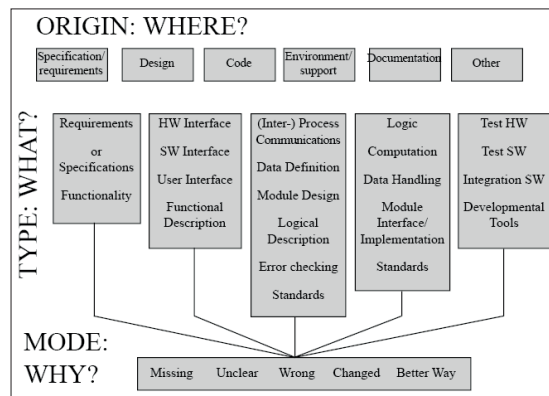 ORIGIN: WHERE?
Specification/
requirements
Design
Code
Environment/
support
Documentation
Other
TYPE: WHAT?
Requirements
or
Specifications
Functionality
HW Interface
SW Interface
User Interface
Functional
Description
(Inter-) Process
Communications
Data Definition
Module Design
Logical
Description
Error checking
Standards
Logic
Computation
Data Handling
Module
Interface/
Implementation
Standards
Test HW
Test SW
Integration SW
Developmental
Tools
MODE:
WHY?
Missing Unclear Wrong Changed Better Way